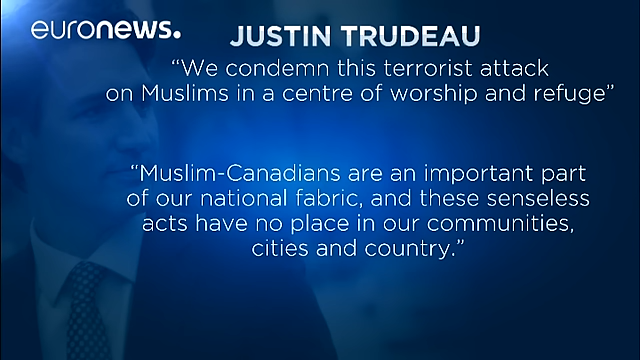 euronews.
JUSTIN TRUDEAU
“We condemn this terrorist attack
on Muslims in a centre of worship and refuge”
“Muslim-Canadians are an important part
of our national fabric, and these senseless
acts have no place in our communities,
cities and country.”